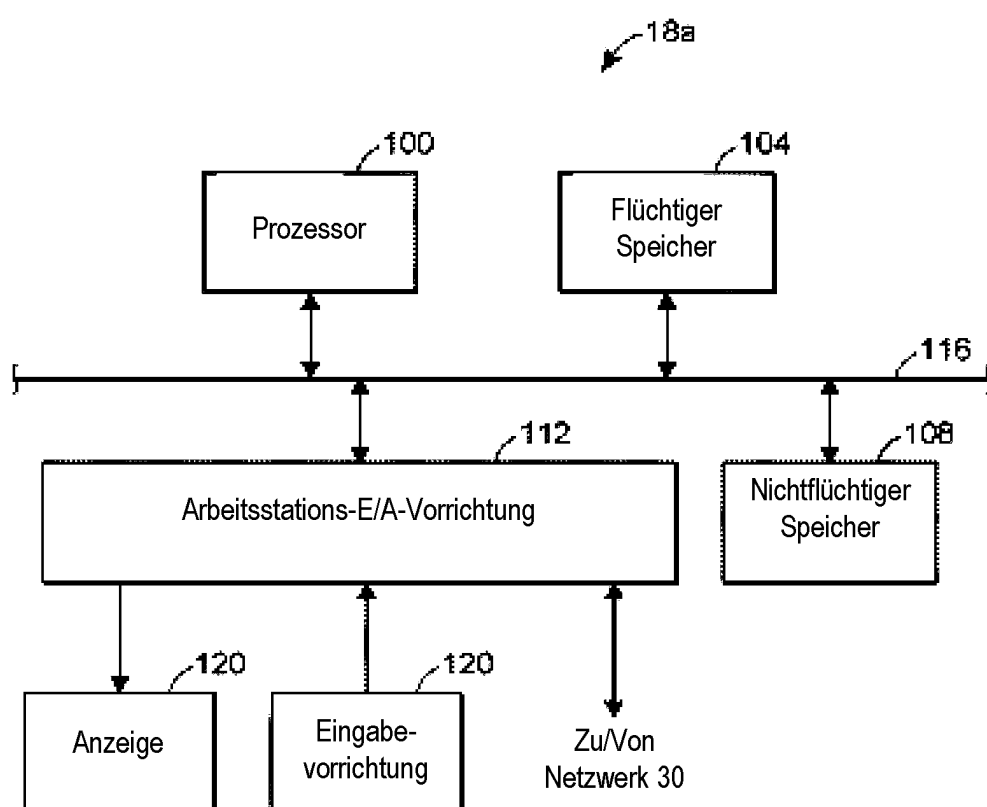 18a
100
104
Prozessor
Flüchtiger
Speicher
116
112
108
Arbeitsstations-E/A-Vorrichtung
Nichtflüchtiger
Speicher
120
120
Anzeige
Eingabe-
vorrichtung
Zu/Von
Netzwerk 30